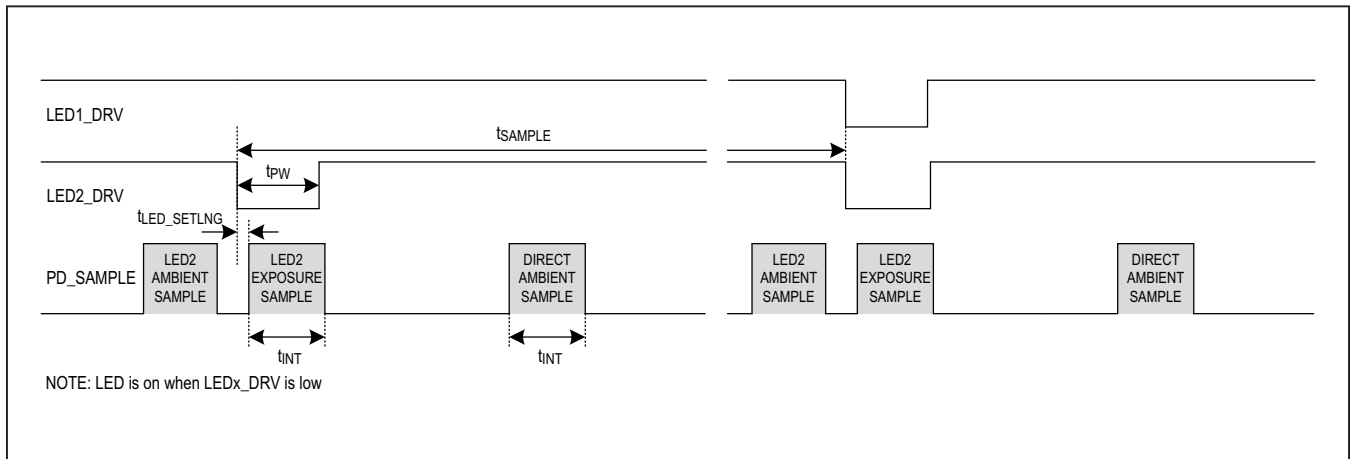 LED1_DRV
tSAMPLE
tPW
LED2_DRV
tLED_SETLNG
PD_SAMPLE
LED2
AMBIENT
SAMPLE
LED2
EXPOSURE
SAMPLE
DIRECT
AMBIENT
SAMPLE
LED2
AMBIENT
SAMPLE
LED2
EXPOSURE
SAMPLE
DIRECT
AMBIENT
SAMPLE
tINT
tINT
NOTE: LED is on when LEDx_DRV is low